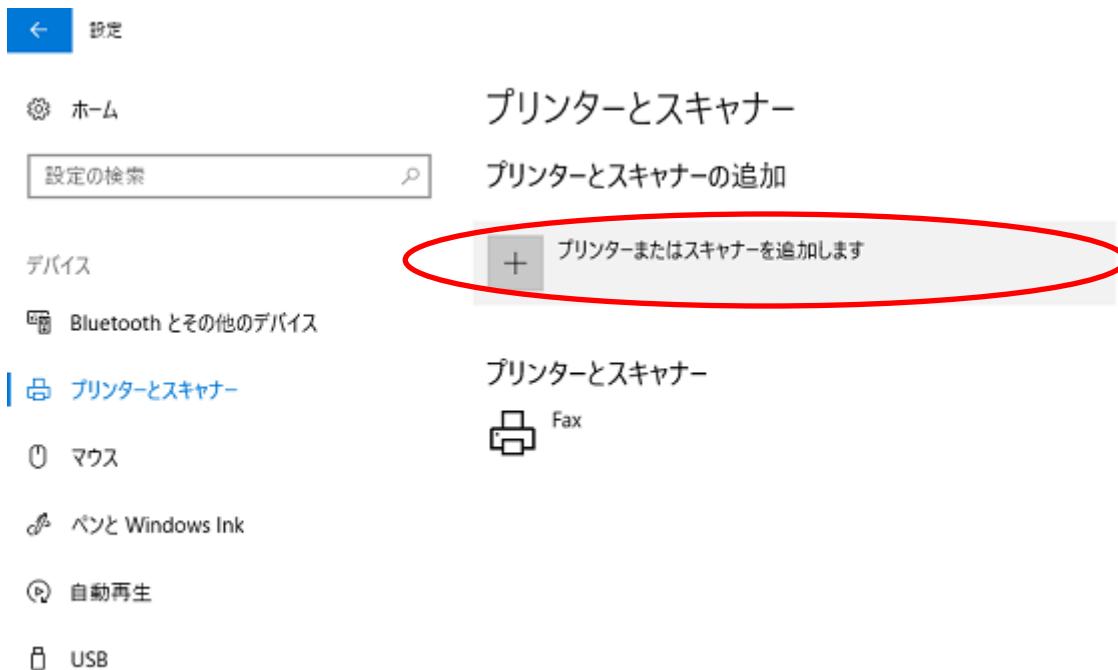 設定
ホーム
設定の検索
デバイス
Bluetooth とその他のデバイス
プリンターとスキャナー
マウス
ペンと Windows Ink
自動再生
USB
プリンターとスキャナー
プリンターとスキャナーの追加
プリンターまたはスキャナーを追加します
プリンターとスキャナー
Fax